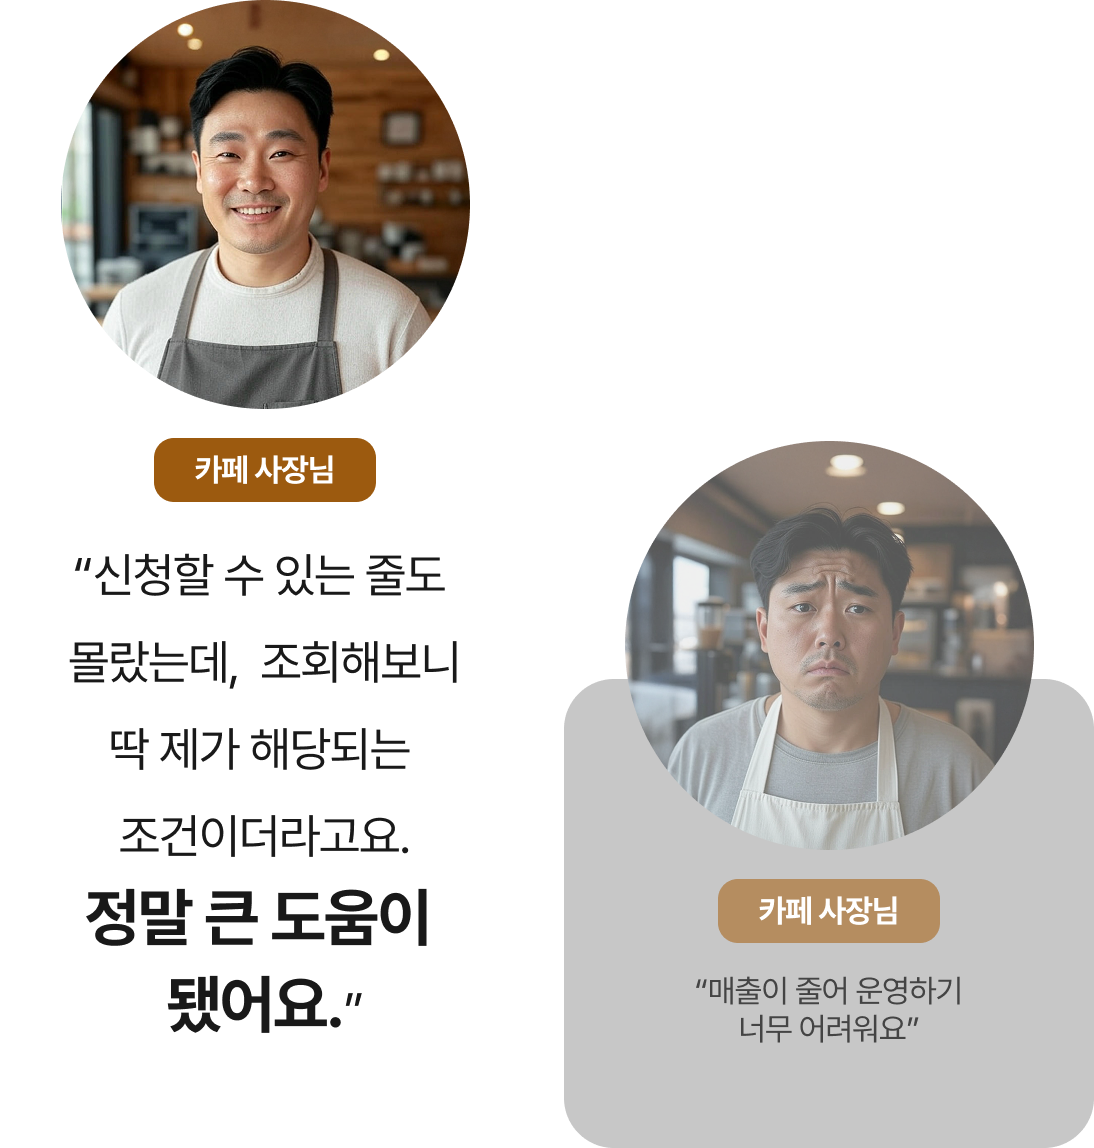 카페 사장님
“신청할 수 있는 줄도
몰랐는데, 조회해보니
딱 제가 해당되는
조건이더라고요.
정말 큰 도움이
됐어요.”
카페 사장님
“매출이 줄어 운영하기
너무 어려워요”